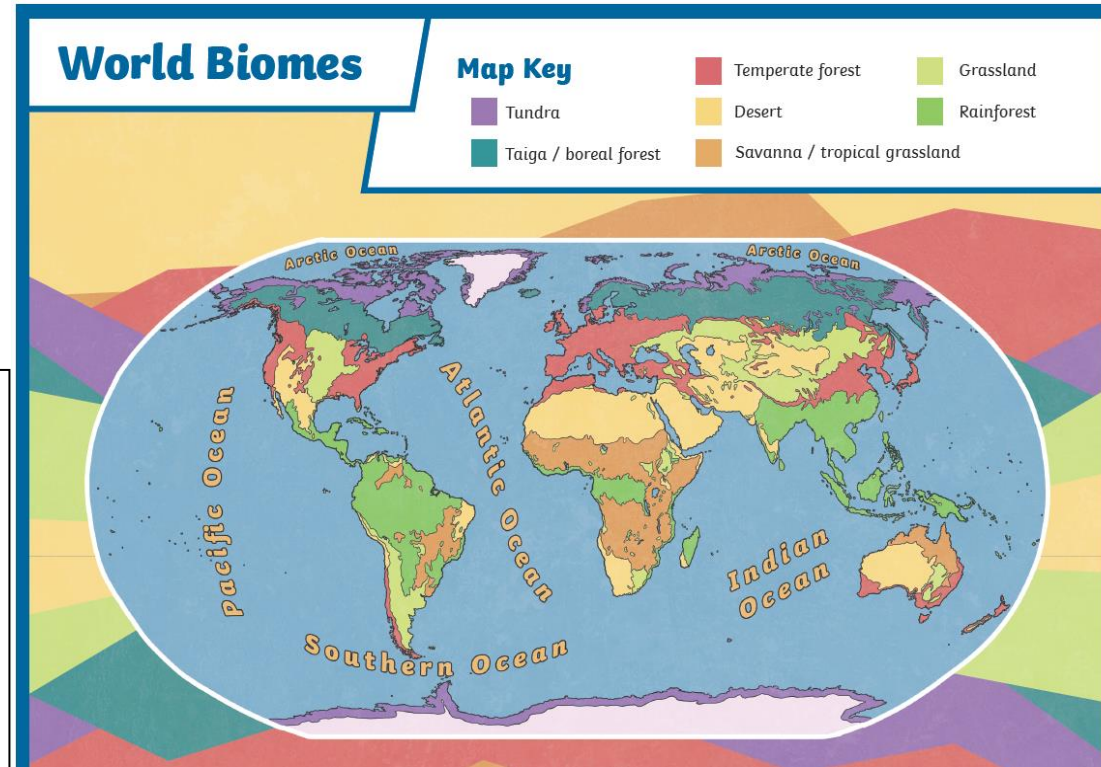 World Biomes
Map Key
Tundra
Taiga / boreal forest
Temperate forest
Desert
Savanna / tropical grassland
Grassland
Rainforest
Arctic Ocean
Arctic Ocean
Pacific Ocean
Atlantic Ocean
Indian
Ocean
Southern Ocean